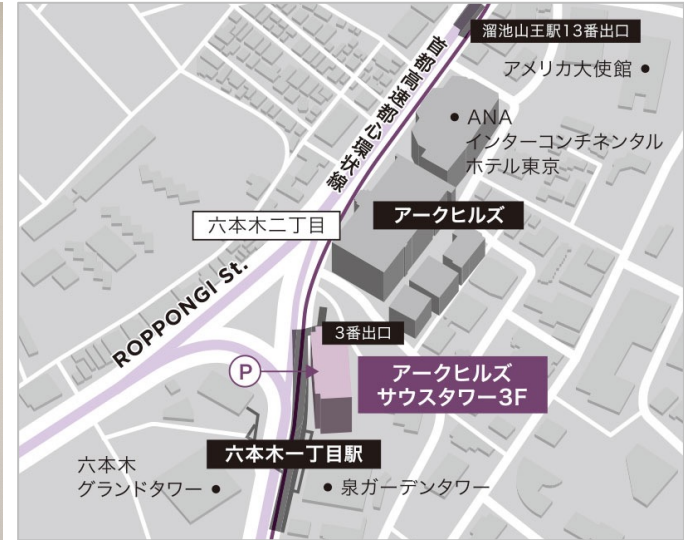 溜池山王駅13番出口
アメリカ大使館
首都高速都心環状線
ANA
インターコンチネンタル
ホテル東京
アークヒルズ
六本木二丁目
ROPPONGI St.
3番出口
P
アークヒルズ
サウスタワー3F
六本木一丁目駅
六本木
グランドタワー
泉ガーデンタワー